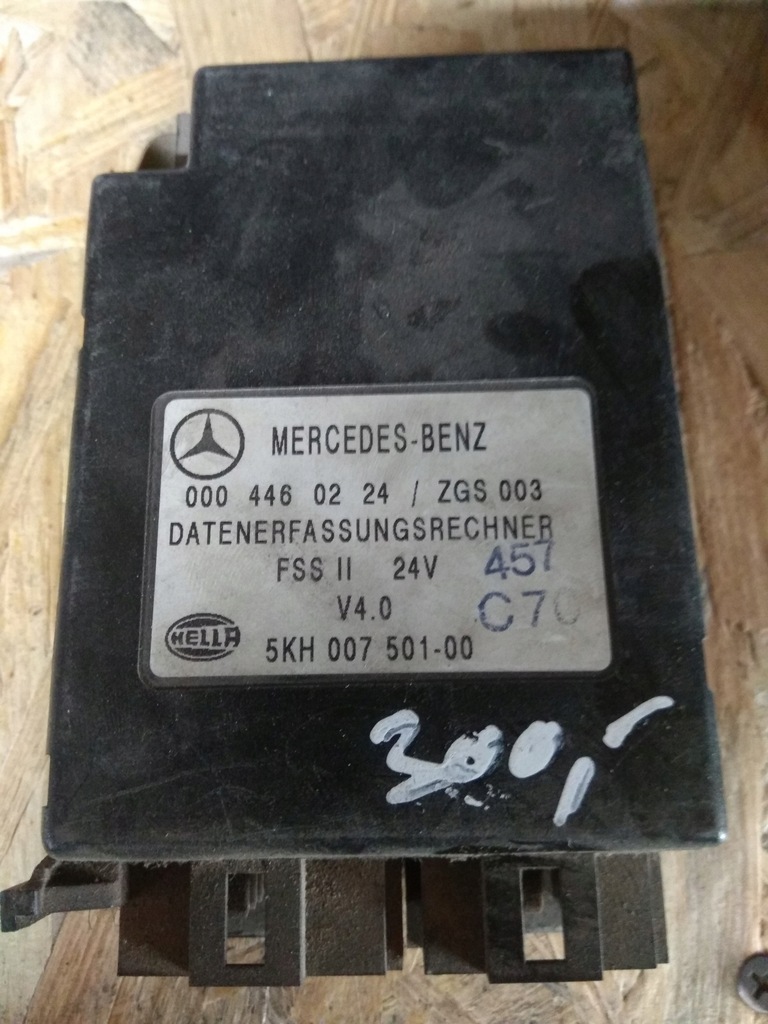 MERCEDES-BENZ
000 446 02 24 / ZGS 003
DATENERFASSUNGSRECHNER
FSS II 24V 457
V4.0 C70
HELLA 5KH 007 501-00
300,-